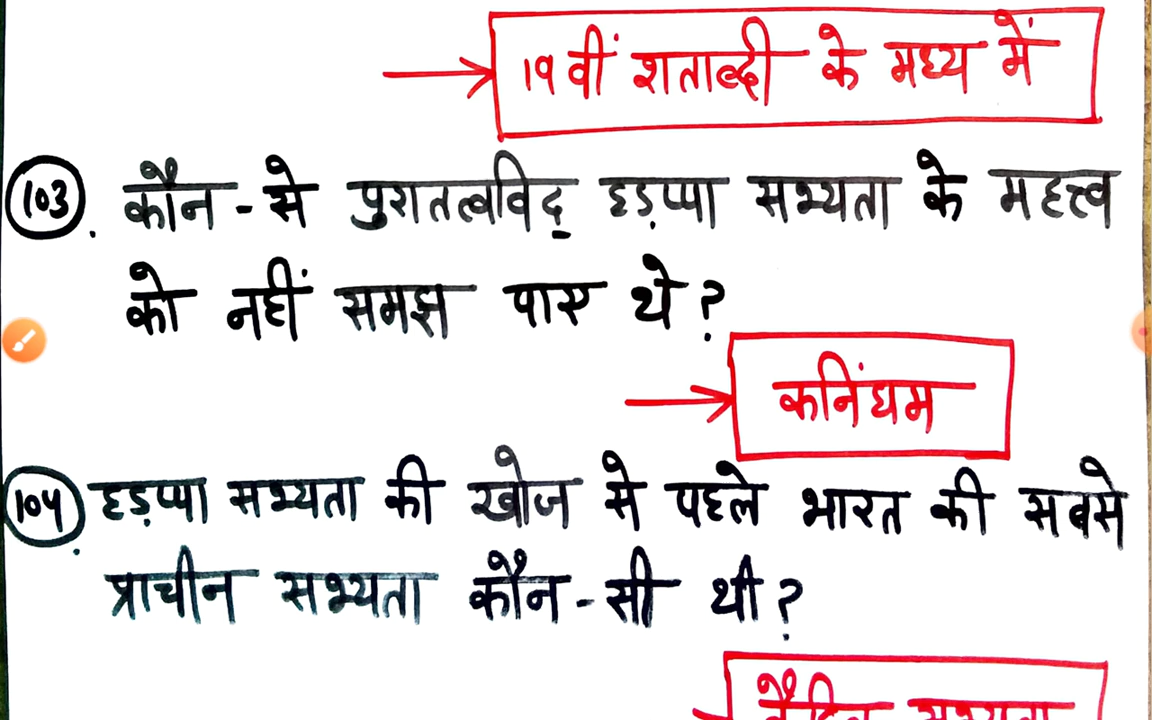 19वीं शताब्दी के मध्य में
103. कौन-से पुरातत्वविद् हड़प्पा सभ्यता के महत्त्व
को नहीं समझ पाए थे?
कनिंघम
104. हड़प्पा सभ्यता की खोज से पहले भारत की सबसे
प्राचीन सभ्यता कौन-सी थी?